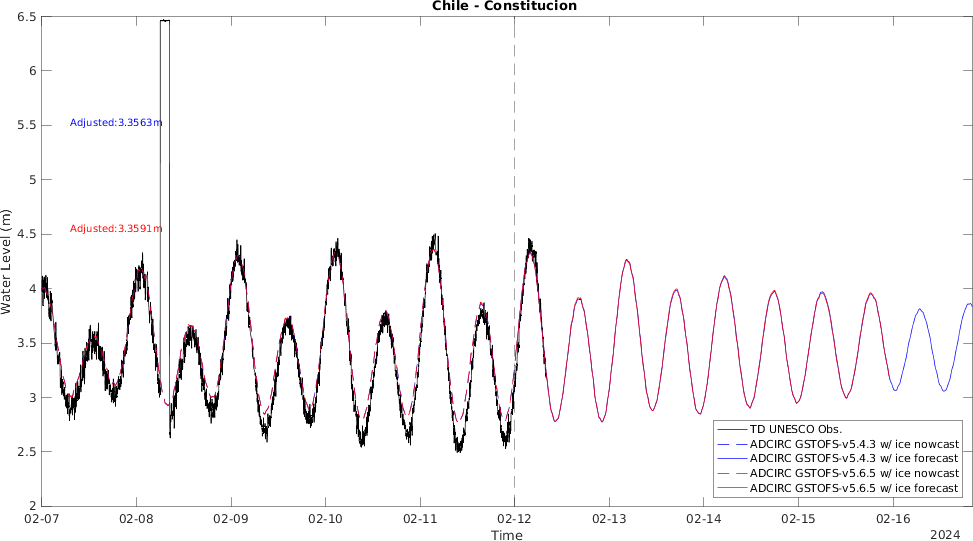 Chile - Constitucion
6.5
6
5.5
5
4.5
4
3.5
3
2.5
2
Water Level (m)
Adjusted:3.3563m
Adjusted:3.3591m
TD UNESCO Obs.
ADCIRC GSTOFS-v5.4.3 w/ ice nowcast
ADCIRC GSTOFS-v5.4.3 w/ ice forecast
ADCIRC GSTOFS-v5.6.5 w/ ice nowcast
ADCIRC GSTOFS-v5.6.5 w/ ice forecast
02-07 02-08 02-09 02-10 02-11 02-12 02-13 02-14 02-15 02-16
Time
2024